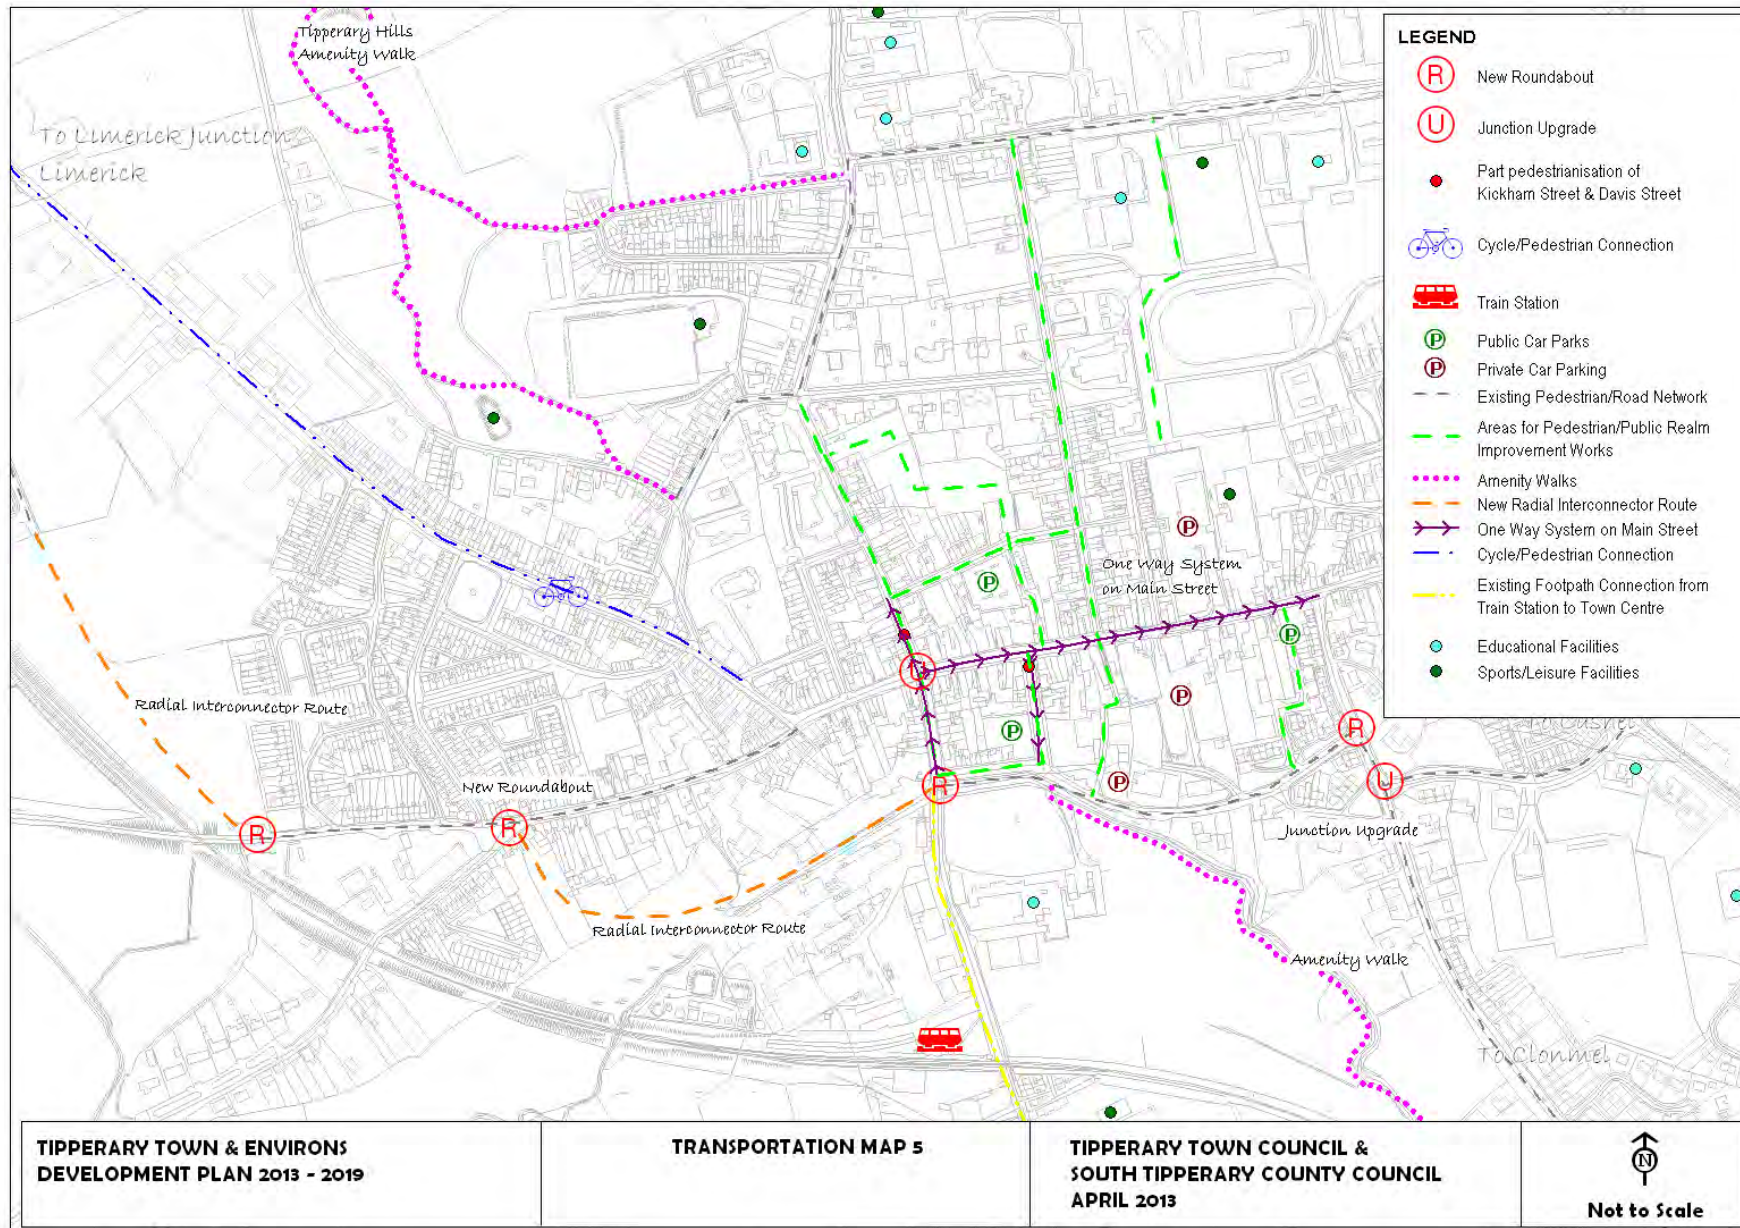 Tipperary Hills
Amenity Walk
To Limerick Junction
Limerick
One Way System
on Main Street
Radial Interconnector Route
New Roundabout
Radial Interconnector Route
Junction Upgrade
Amenity Walk
To Cashel
To Clonmel
R
R
R
R
U
U
P
P
P
P
P
P
LEGEND
R New Roundabout
U Junction Upgrade
Part pedestrianisation of
Kickham Street & Davis Street
Cycle/Pedestrian Connection
Train Station
P Public Car Parks
P Private Car Parking
Existing Pedestrian/Road Network
Areas for Pedestrian/Public Realm
Improvement Works
Amenity Walks
New Radial Interconnector Route
One Way System on Main Street
Cycle/Pedestrian Connection
Existing Footpath Connection from
Train Station to Town Centre
Educational Facilities
Sports/Leisure Facilities
TIPPERARY TOWN & ENVIRONS
DEVELOPMENT PLAN 2013 - 2019
TRANSPORTATION MAP 5
TIPPERARY TOWN COUNCIL &
SOUTH TIPPERARY COUNTY COUNCIL
APRIL 2013
N
Not to Scale